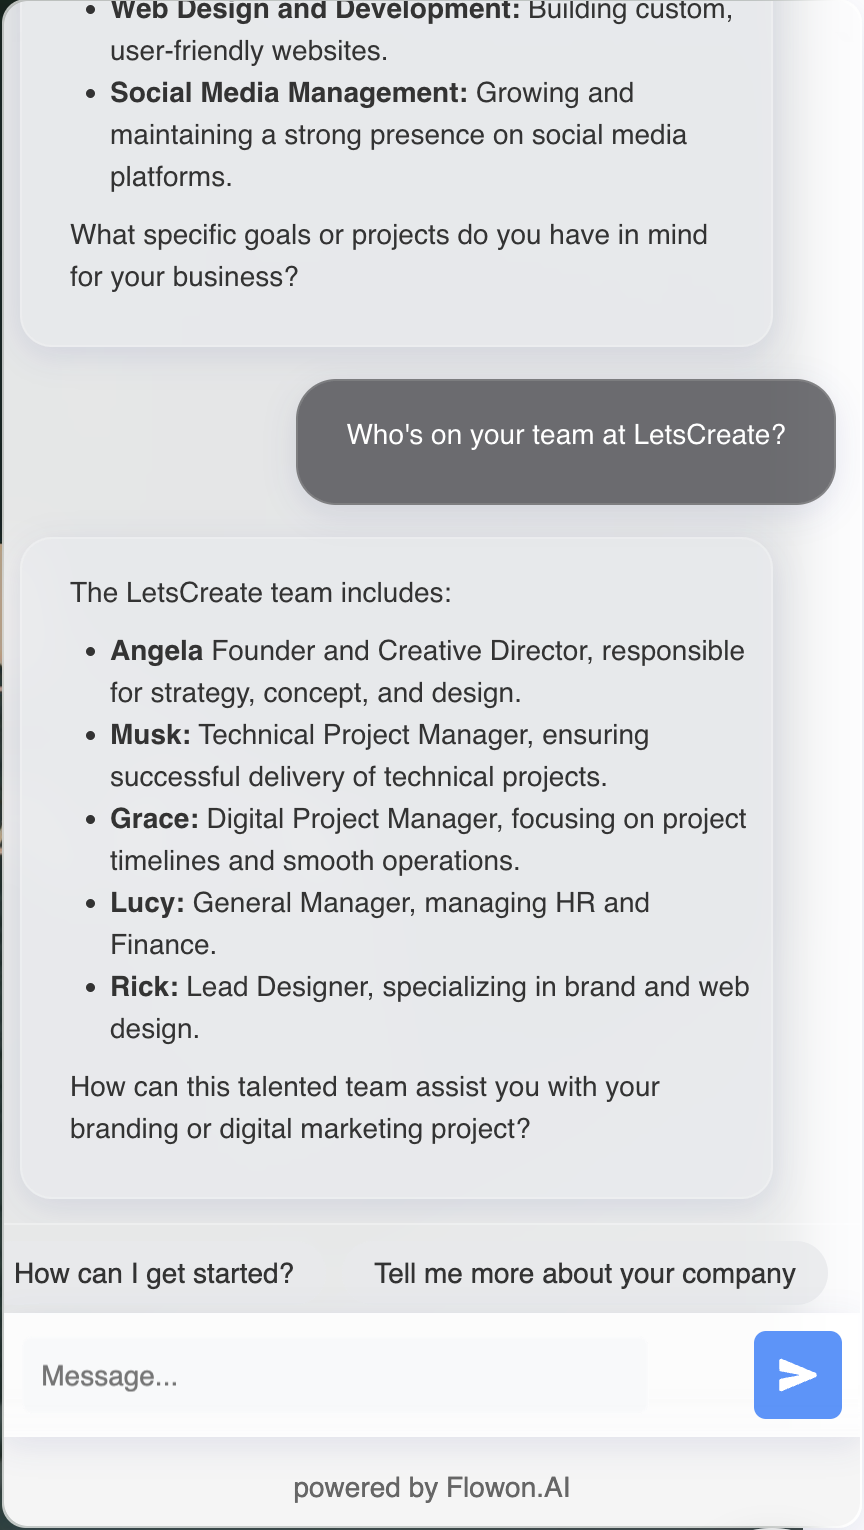 • Web Design and Development: Building custom,
user-friendly websites.
• Social Media Management: Growing and
maintaining a strong presence on social media
platforms.
What specific goals or projects do you have in mind
for your business?
Who's on your team at LetsCreate?
The LetsCreate team includes:
• Angela Founder and Creative Director, responsible
for strategy, concept, and design.
• Musk: Technical Project Manager, ensuring
successful delivery of technical projects.
• Grace: Digital Project Manager, focusing on project
timelines and smooth operations.
• Lucy: General Manager, managing HR and
Finance.
• Rick: Lead Designer, specializing in brand and web
design.
How can this talented team assist you with your
branding or digital marketing project?
How can I get started? Tell me more about your company
Message...
powered by Flowon.AI